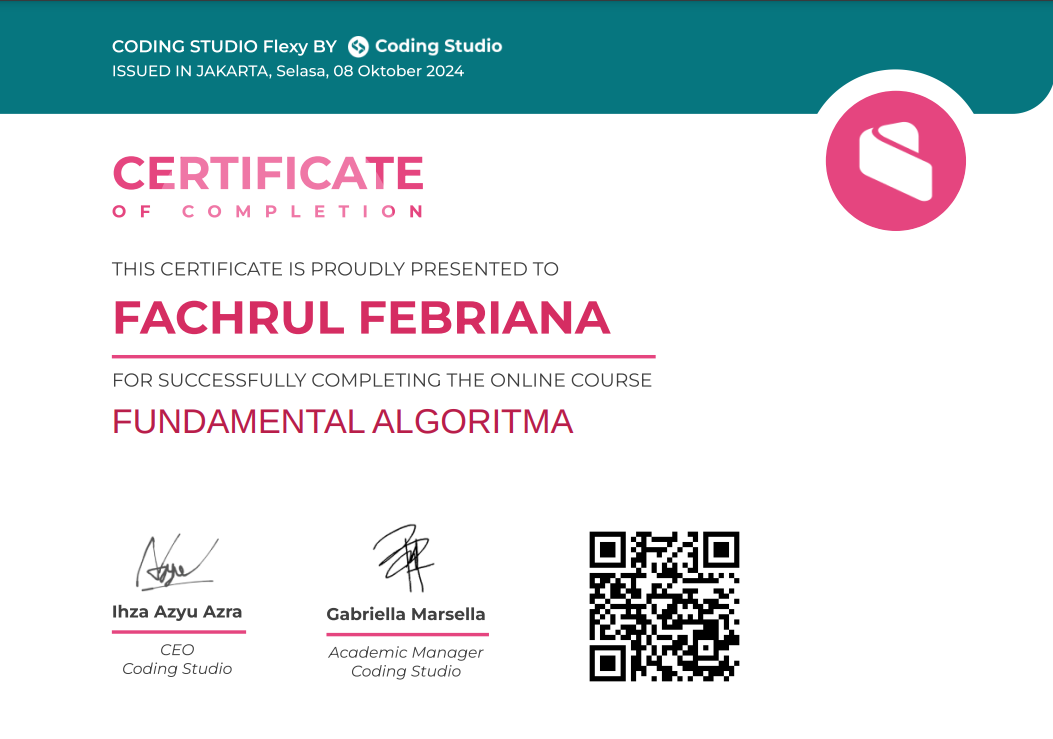 CODING STUDIO Flexy BY Coding Studio
ISSUED IN JAKARTA, Selasa, 08 Oktober 2024
CERTIFICATE
OF COMPLETION
THIS CERTIFICATE IS PROUDLY PRESENTED TO
FACHRUL FEBRIANA
FOR SUCCESSFULLY COMPLETING THE ONLINE COURSE
FUNDAMENTAL ALGORITMA
Ihza Azyu Azra
CEO
Coding Studio
Gabriella Marsella
Academic Manager
Coding Studio